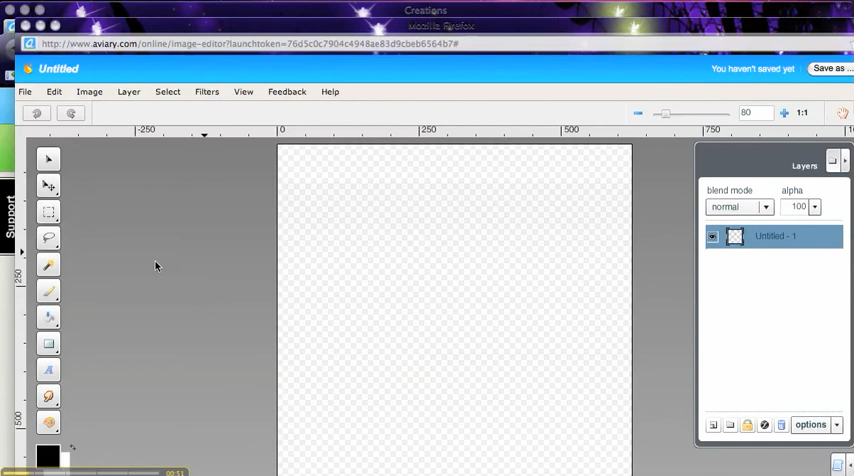 Creations
Mozilla Firefox
http://www.aviary.com/online/image-editor?launchtoken=76d5c0c7904c4948ae83d9cbeb6564b7#
Untitled
You haven't saved yet
Save as ...
File Edit Image Layer Select Filters View Feedback Help
80
1:1
-250 0 250 500 750
Layers
blend mode alpha
normal 100
Untitled - 1
Support
250
500
A
options
00:51